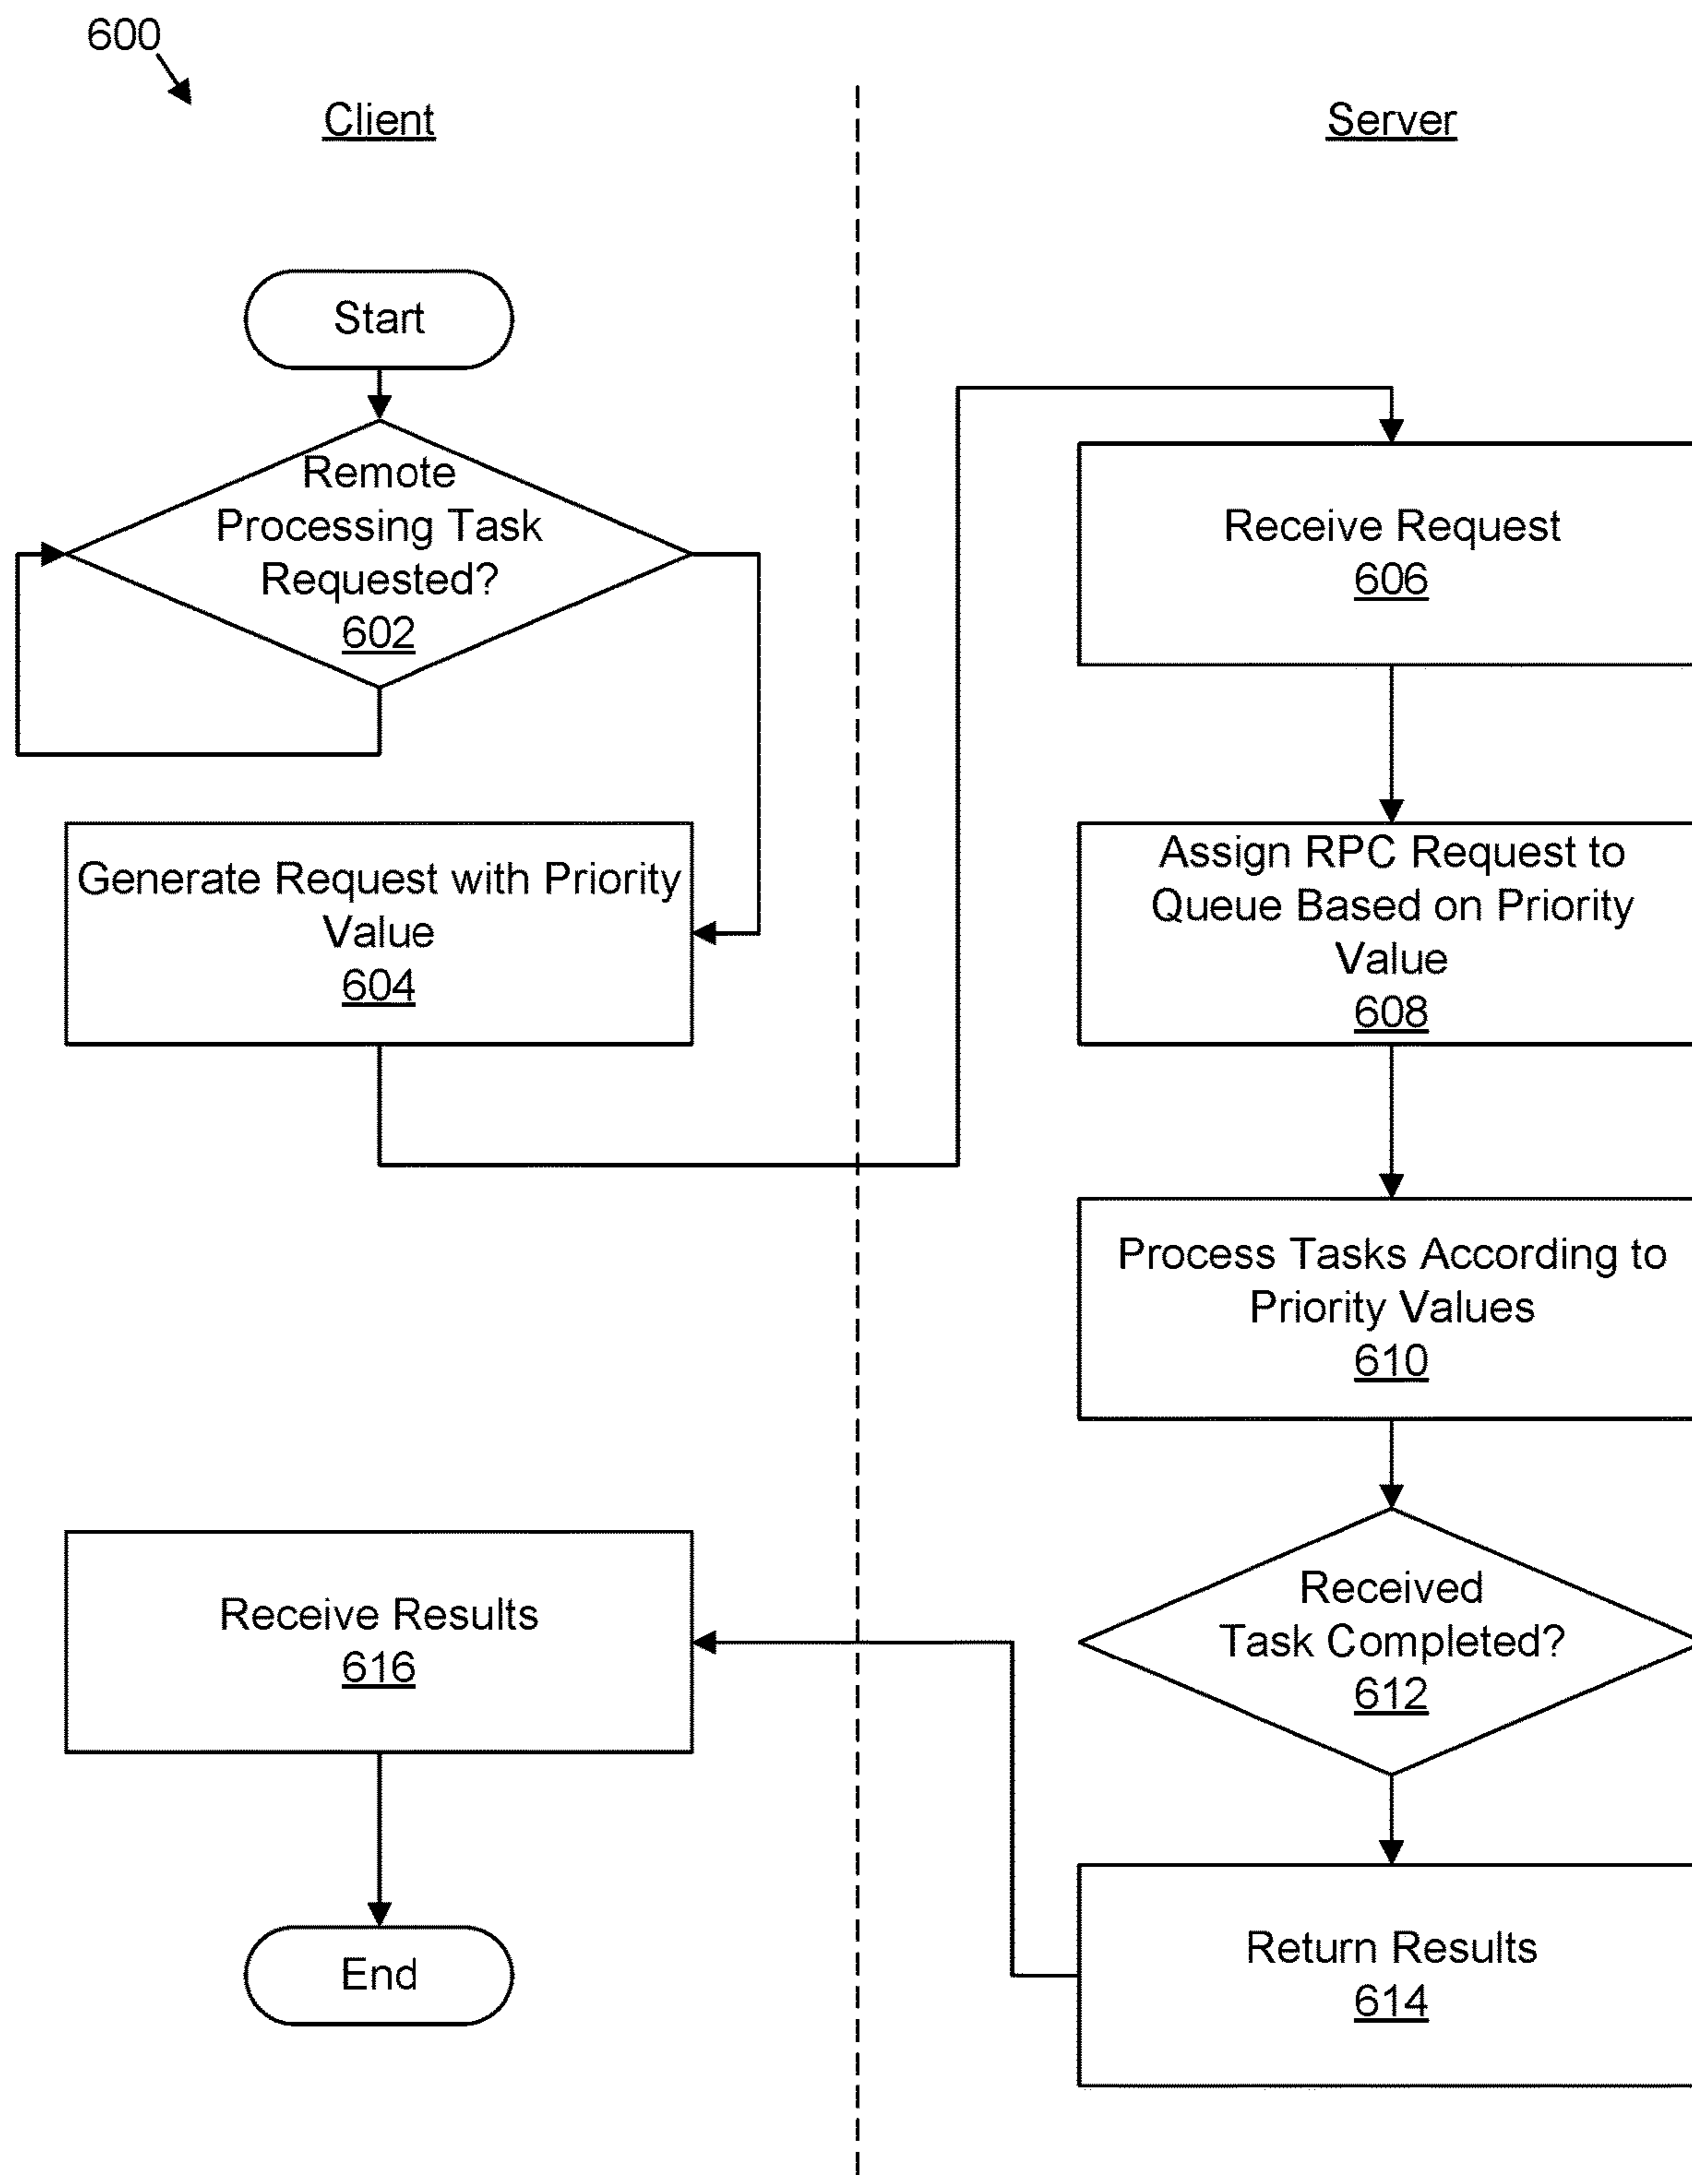 600
Client
Server
Start
Remote
Processing Task
Requested?
602
Generate Request with Priority
Value
604
Receive Request
606
Assign RPC Request to
Queue Based on Priority
Value
608
Process Tasks According to
Priority Values
610
Received
Task Completed?
612
Return Results
614
Receive Results
616
End